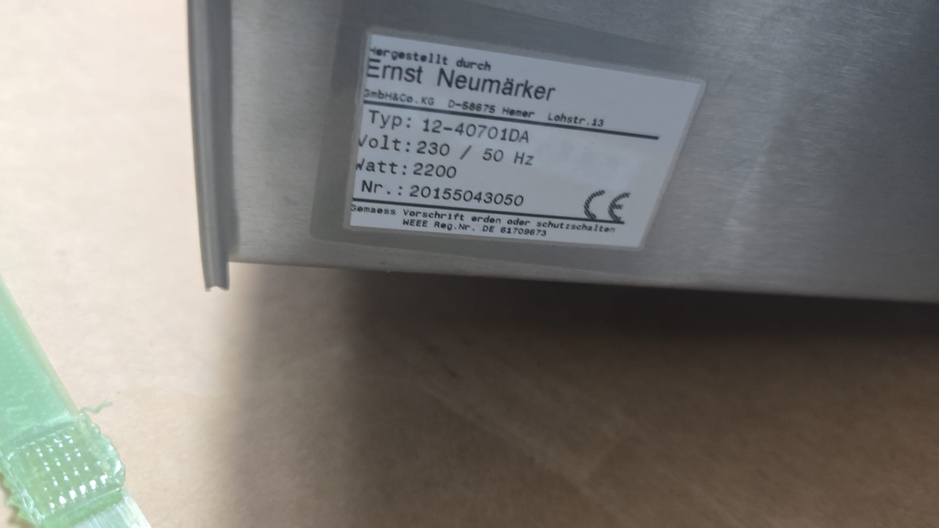 Hergestellt durch
Ernst Neumärker
GmbH&Co.KG D-58675 Hemer Lohstr.13
Typ: 12-40701DA
Volt: 230 / 50 Hz
Watt: 2200
Nr.: 20155043050
CE
Gemaess Vorschrift erden oder schutzschalten
WEEE Reg.Nr. DE 61709673